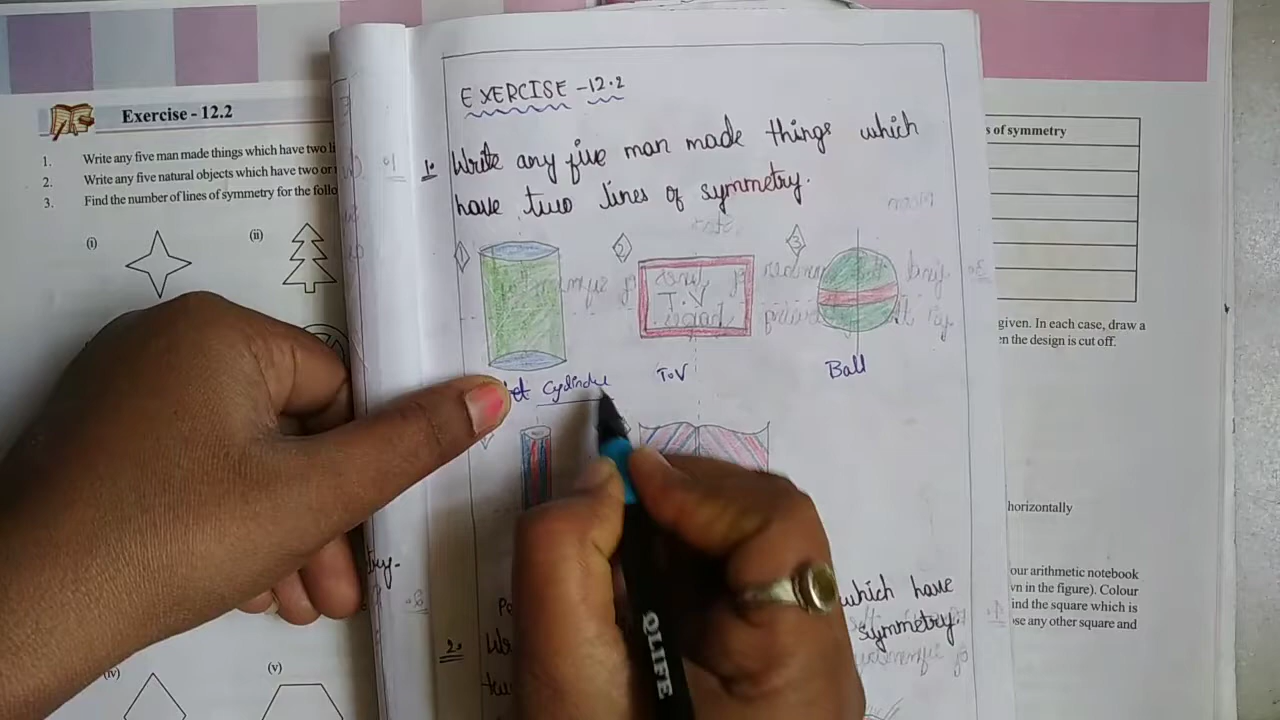 Exercise - 12.2
1. Write any five man made things which have two li
2. Write any five natural objects which have two or
3. Find the number of lines of symmetry for the follo
(i)
(ii)
(iv)
(v)
EXERCISE - 12.2
1. Write any five man made things which
have two lines of symmetry.
1
2
3
T.V
Cylinder
T.V
Ball
which have
symmetry.
2.
s of symmetry
given. In each case, draw a
n the design is cut off.
horizontally
our arithmetic notebook
vn in the figure). Colour
ind the square which is
ose any other square and
QLIFE